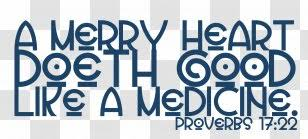 A MERRY HEART
DOETH GOOD
LIKE A MEDICINE.
PROVERBS 17:22